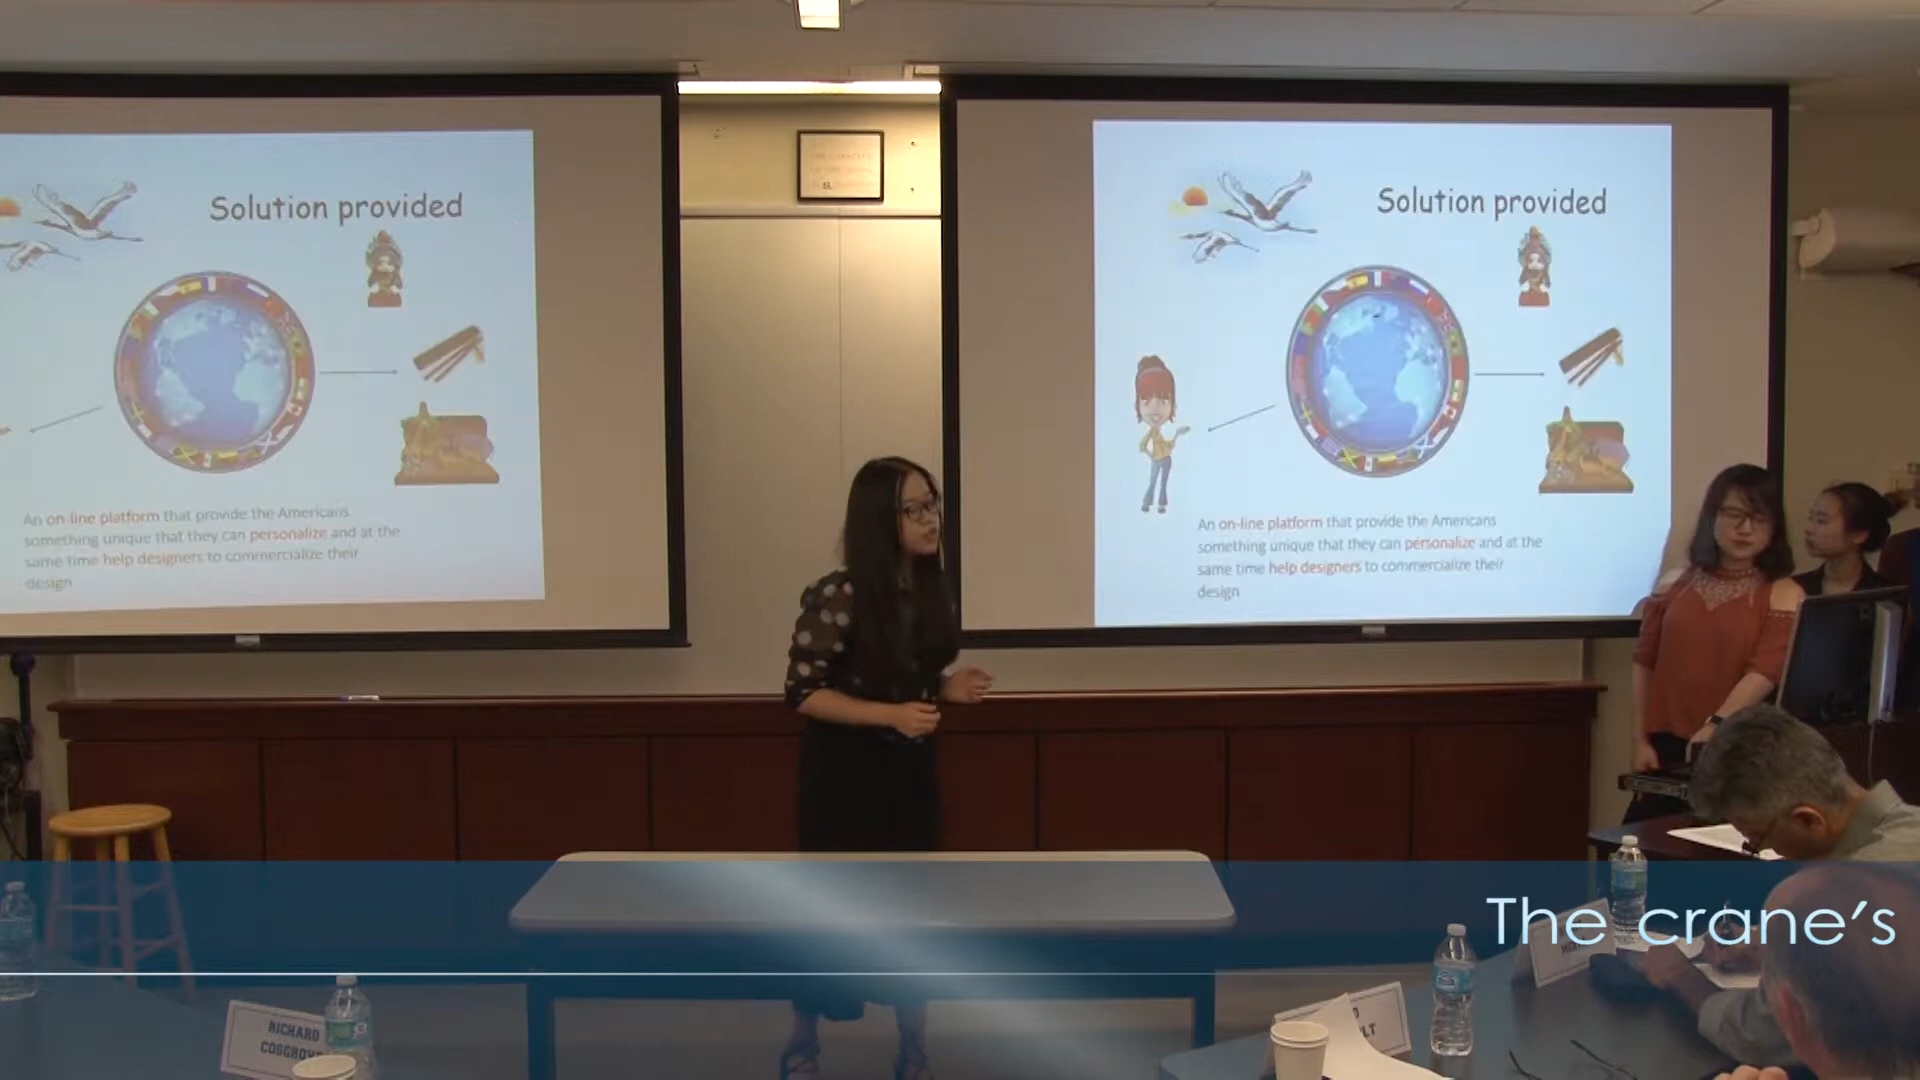 Solution provided
An on-line platform that provide the Americans
something unique that they can personalize and at the
same time help designers to commercialize their
design
Solution provided
An on-line platform that provide the Americans
something unique that they can personalize and at the
same time help designers to commercialize their
design
The crane's
RICHARD